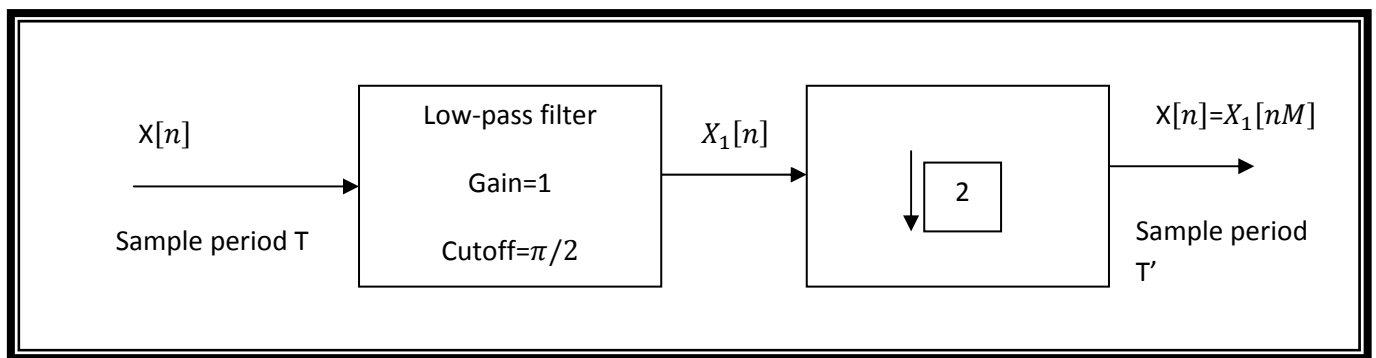 X[n]
Sample period T
Low-pass filter
Gain=1
Cutoff=π/2
X₁[n]
2
X[n]=X₁[nM]
Sample period
T’